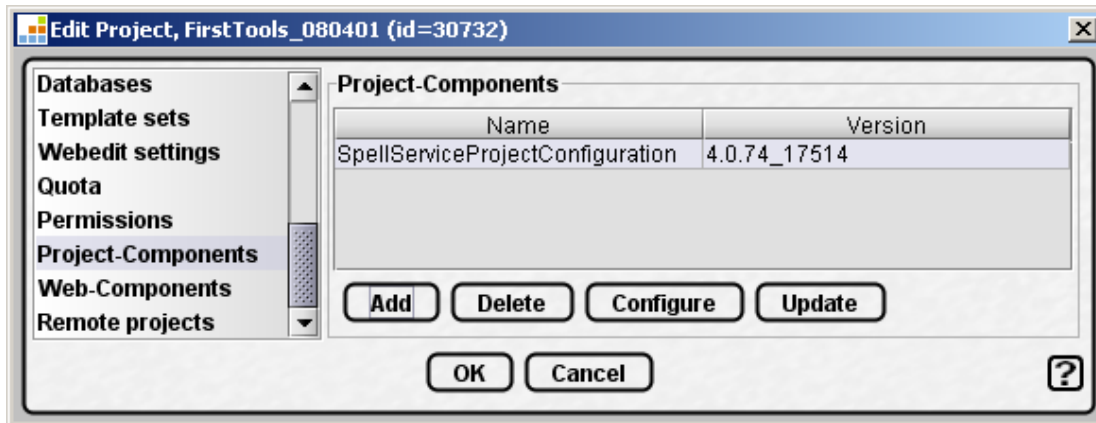 Edit Project, FirstTools_080401 (id=30732)
Databases
Template sets
Webedit settings
Quota
Permissions
Project-Components
Web-Components
Remote projects
Project-Components
Name Version
SpellServiceProjectConfiguration 4.0.74_17514
Add Delete Configure Update
OK Cancel ?